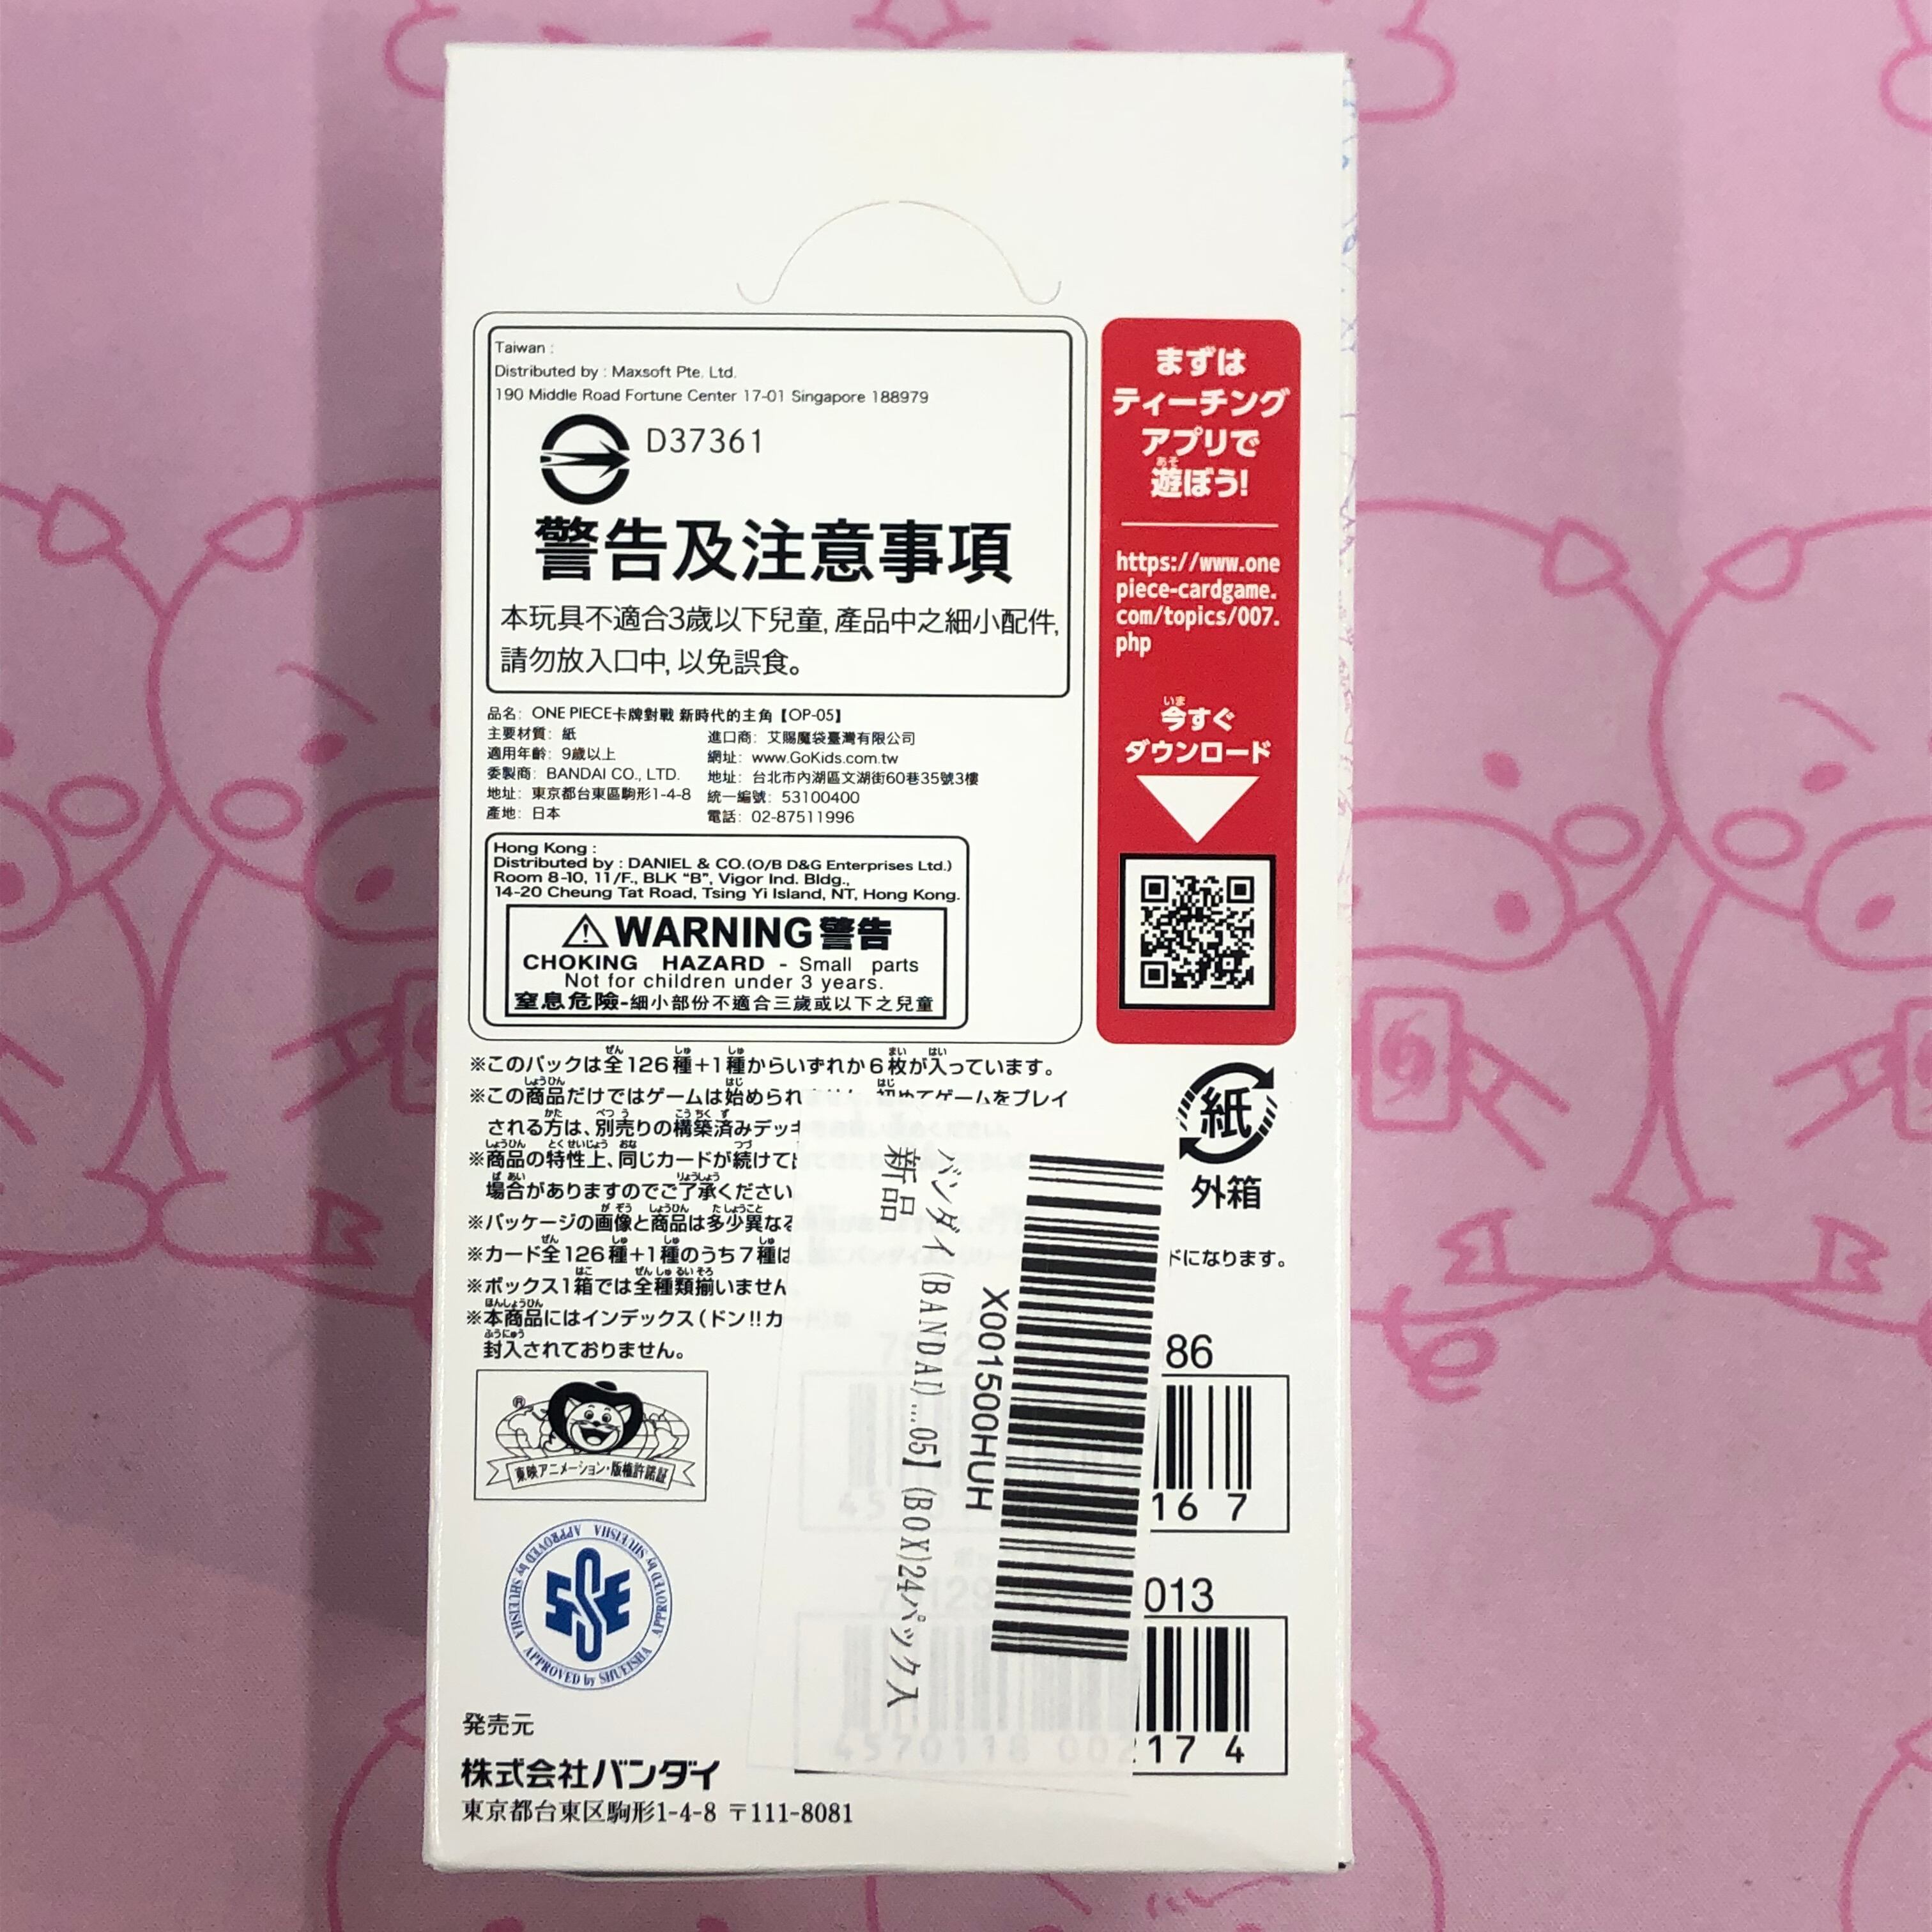 Taiwan :
Distributed by : Maxsoft Pte. Ltd.
190 Middle Road Fortune Center 17-01 Singapore 188979
D37361
警告及注意事項
本玩具不適合3歲以下兒童, 產品中之細小配件,
請勿放入口中, 以免誤食。
品名: ONE PIECE卡牌對戰 新時代的主角【OP-05】
主要材質: 紙
適用年齡: 9歲以上
委製商: BANDAI CO., LTD.
地址: 東京都台東區駒形1-4-8
產地: 日本
進口商: 艾賜魔袋臺灣有限公司
網址: www.GoKids.com.tw
地址: 台北市內湖區文湖街60巷35號3樓
統一編號: 53100400
電話: 02-87511996
Hong Kong :
Distributed by : DANIEL & CO.(O/B D&G Enterprises Ltd.)
Room 8-10, 11/F., BLK “B”, Vigor Ind. Bldg.,
14-20 Cheung Tat Road, Tsing Yi Island, NT, Hong Kong.
WARNING 警告
CHOKING HAZARD - Small parts
Not for children under 3 years.
窒息危險-細小部份不適合三歲或以下之兒童
まずは
ティーチング
アプリで
遊ぼう!
https://www.one
piece-cardgame.
com/topics/007.
php
今すぐ
ダウンロード
※このパックは全126種+1種からいずれか6枚が入っています。
※この商品だけではゲームは始められません。初めてゲームをプレイ
される方は、別売りの構築済みデッキ
※商品の特性上、同じカードが続けて出
場合がありますのでご了承ください
※パッケージの画像と商品は多少異なる
※カード全126種+1種のうち7種は ドになります。
※ボックス1箱では全種類揃いません
※本商品にはインデックス(ドン!!カ
封入されておりません。
紙
外箱
バンダイ(BANDAI)...05】(BOX)24パック入
新品
X001500HUH
86
16 7
013
4570118 00217 4
®
東映アニメーション・版権許諾証
APPROVED by SHUEISHA APPROVED by SHUEISHA APPROVED by SHUEISHA
発売元
株式会社バンダイ
東京都台東区駒形1-4-8 〒111-8081